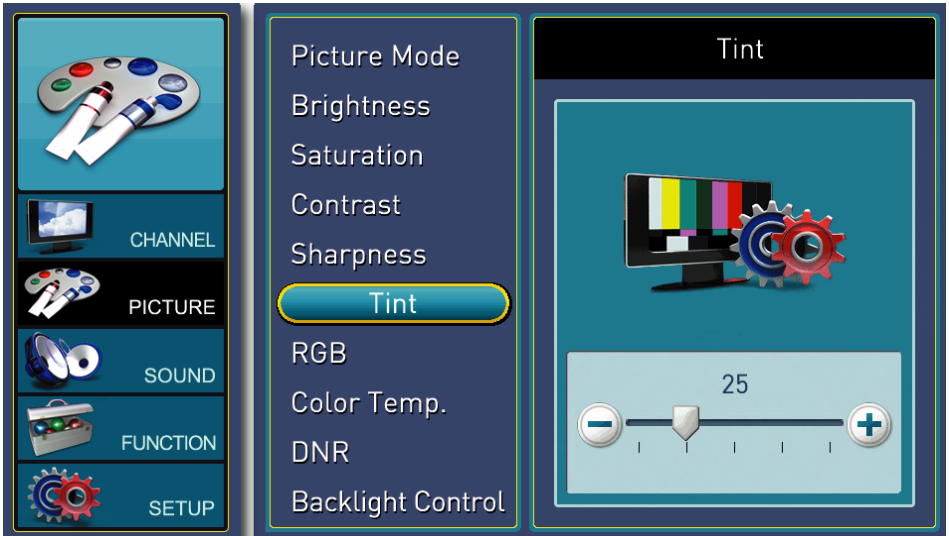 CHANNEL
PICTURE
SOUND
FUNCTION
SETUP
Picture Mode
Brightness
Saturation
Contrast
Sharpness
Tint
RGB
Color Temp.
DNR
Backlight Control
Tint
25